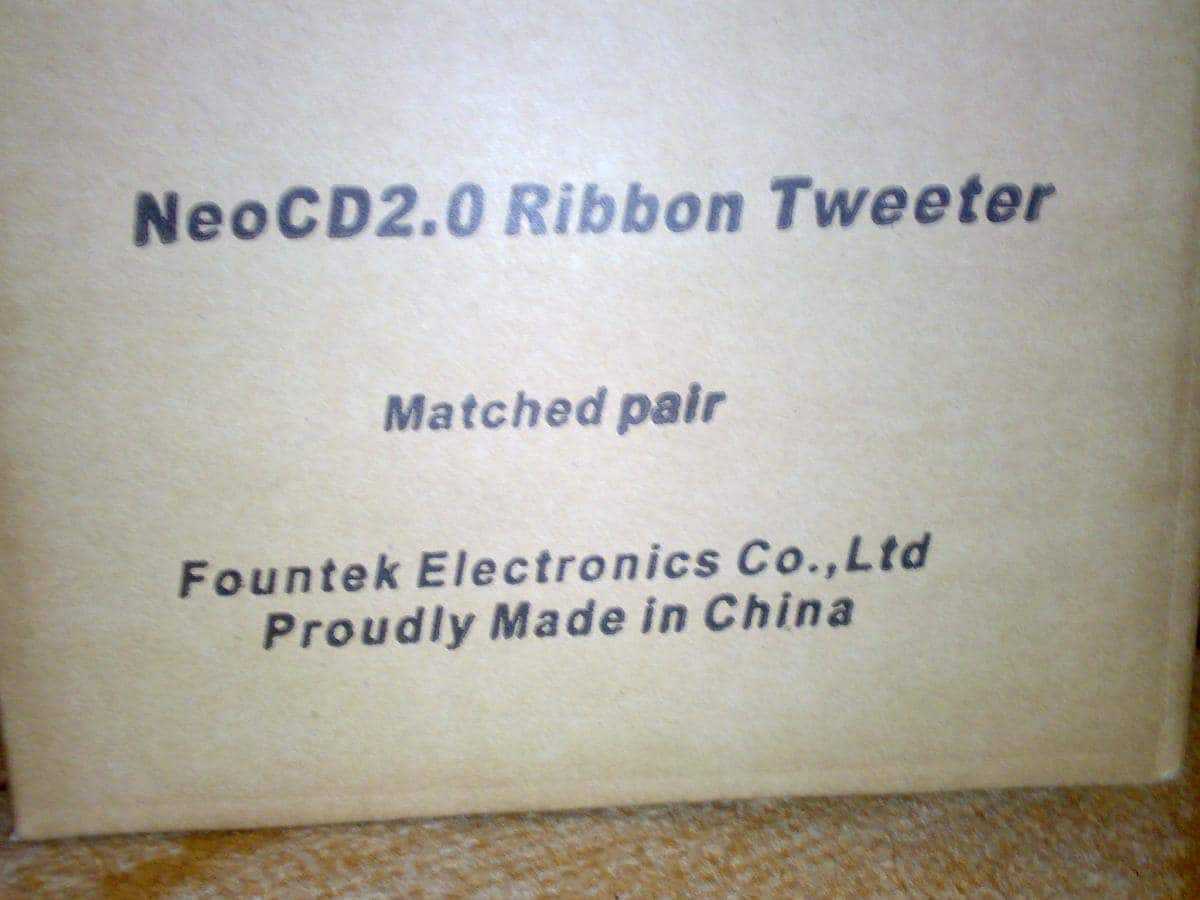 NeoCD2.0 Ribbon Tweeter
Matched pair
Fountek Electronics Co.,Ltd
Proudly Made in China